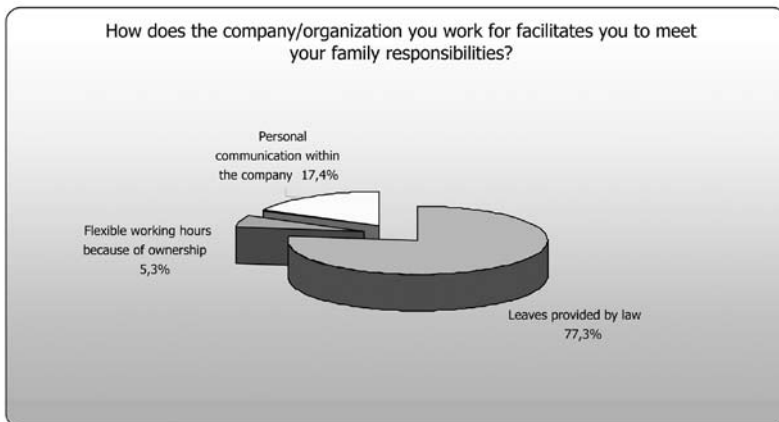 How does the company/organization you work for facilitates you to meet
your family responsibilities?
Personal
communication within
the company 17,4%
Flexible working hours
because of ownership
5,3%
Leaves provided by law
77,3%